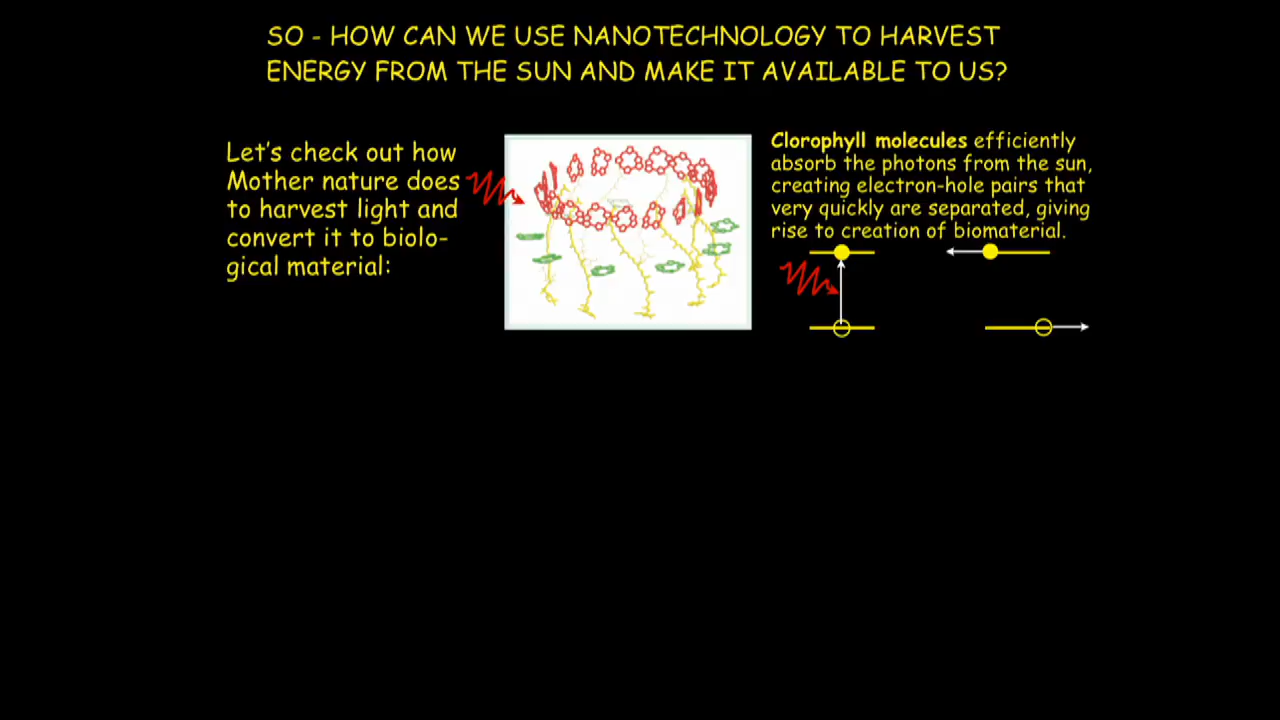 SO - HOW CAN WE USE NANOTECHNOLOGY TO HARVEST
ENERGY FROM THE SUN AND MAKE IT AVAILABLE TO US?
Let's check out how
Mother nature does
to harvest light and
convert it to biolo-
gical material:
Clorophyll molecules efficiently
absorb the photons from the sun,
creating electron-hole pairs that
very quickly are separated, giving
rise to creation of biomaterial.